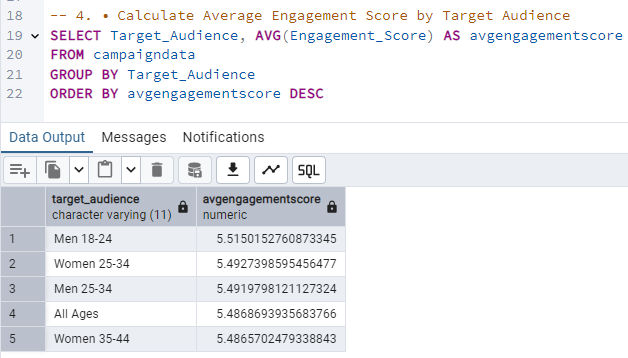 18 -- 4. • Calculate Average Engagement Score by Target Audience
19 SELECT Target_Audience, AVG(Engagement_Score) AS avgengagementscore
20 FROM campaigndata
21 GROUP BY Target_Audience
22 ORDER BY avgengagementscore DESC
Data Output Messages Notifications
SQL
target_audience avgengagementscore
character varying (11) numeric
1 Men 18-24 5.5150152760873345
2 Women 25-34 5.4927398595456477
3 Men 25-34 5.4919798121127324
4 All Ages 5.4868693935683766
5 Women 35-44 5.4865702479338843